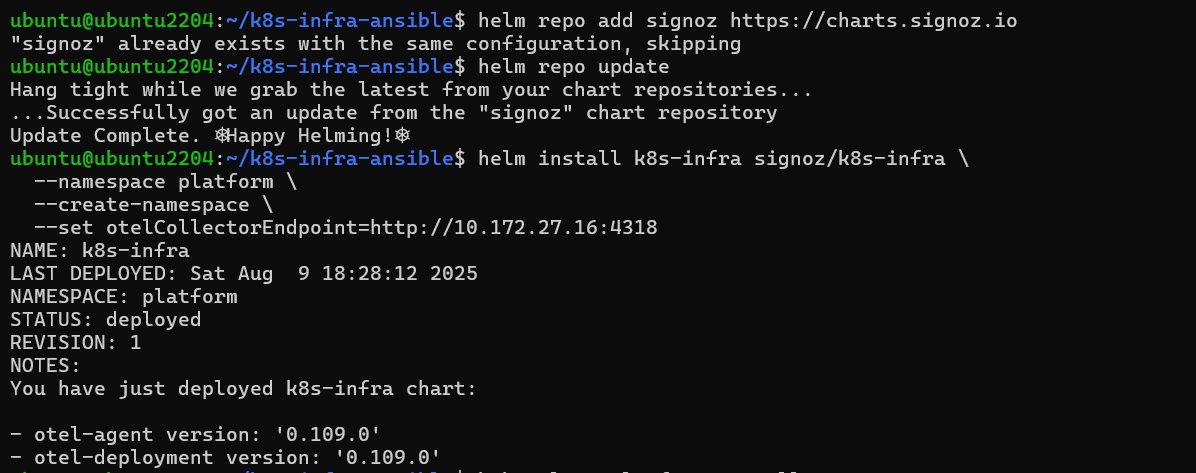 ubuntu@ubuntu2204:~/k8s-infra-ansible$ helm repo add signoz https://charts.signoz.io
"signoz" already exists with the same configuration, skipping
ubuntu@ubuntu2204:~/k8s-infra-ansible$ helm repo update
Hang tight while we grab the latest from your chart repositories...
...Successfully got an update from the "signoz" chart repository
Update Complete. ⎈Happy Helming!⎈
ubuntu@ubuntu2204:~/k8s-infra-ansible$ helm install k8s-infra signoz/k8s-infra \
  --namespace platform \
  --create-namespace \
  --set otelCollectorEndpoint=http://10.172.27.16:4318
NAME: k8s-infra
LAST DEPLOYED: Sat Aug  9 18:28:12 2025
NAMESPACE: platform
STATUS: deployed
REVISION: 1
NOTES:
You have just deployed k8s-infra chart:

- otel-agent version: '0.109.0'
- otel-deployment version: '0.109.0'
ubuntu@ubuntu2204:~/k8s-infra-ansible$